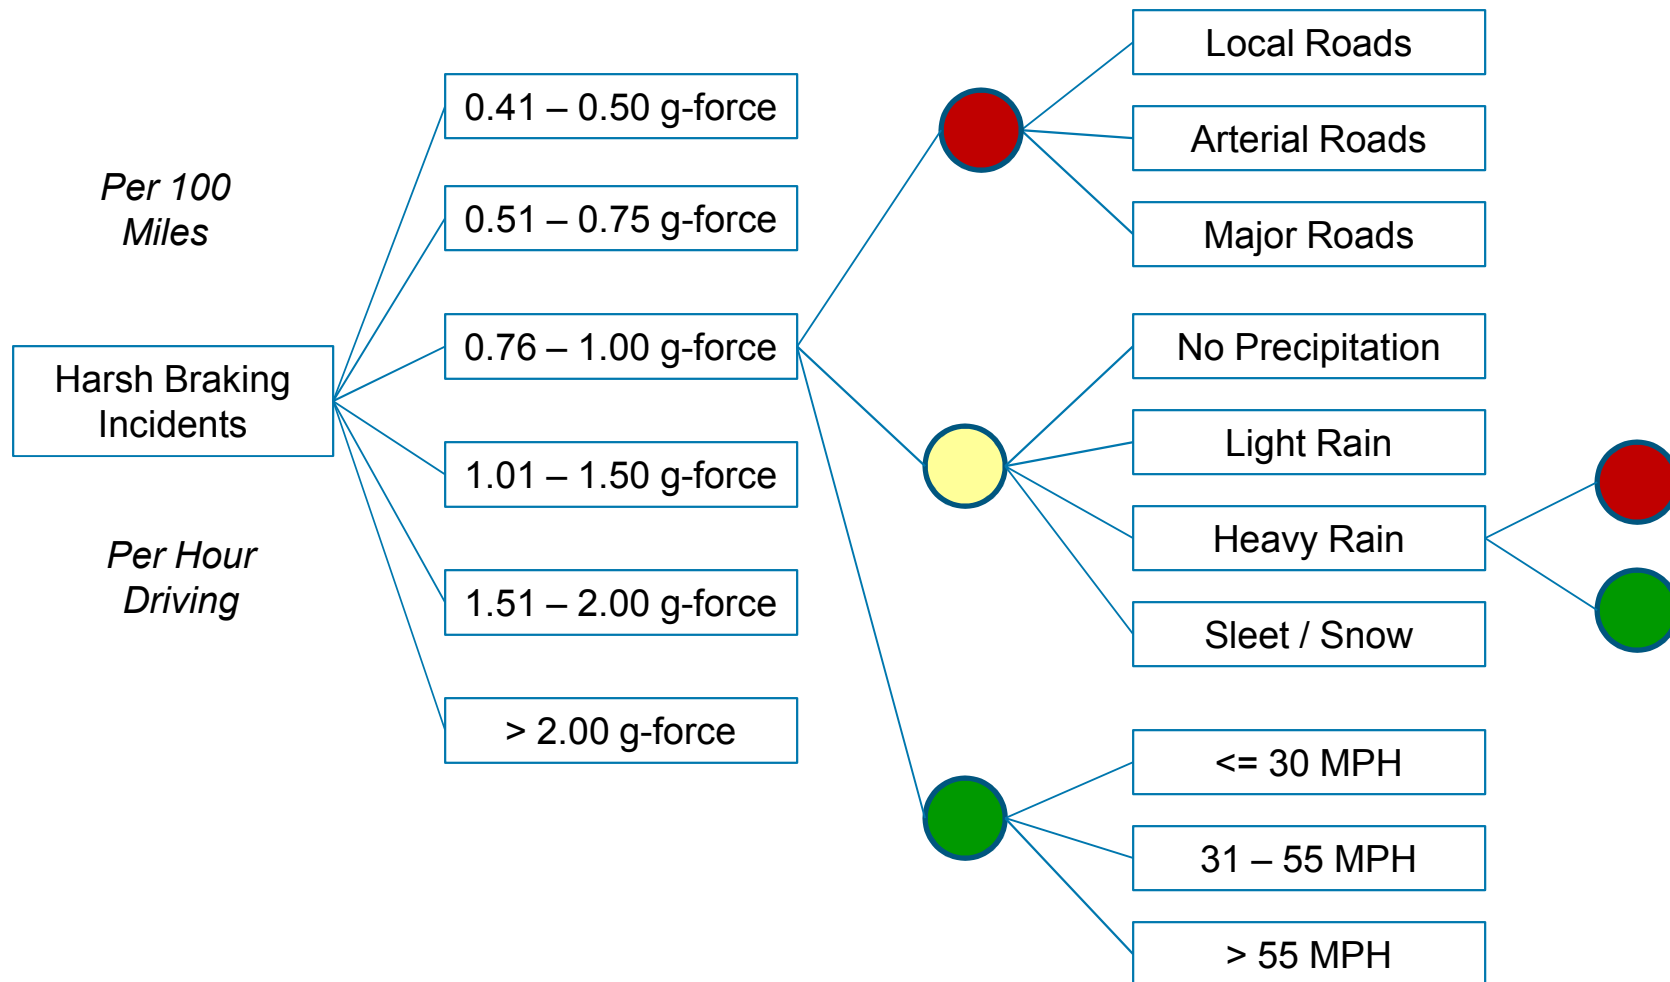 Per 100
Miles
Harsh Braking
Incidents
Per Hour
Driving
0.41 – 0.50 g-force
0.51 – 0.75 g-force
0.76 – 1.00 g-force
1.01 – 1.50 g-force
1.51 – 2.00 g-force
> 2.00 g-force
Local Roads
Arterial Roads
Major Roads
No Precipitation
Light Rain
Heavy Rain
Sleet / Snow
<= 30 MPH
31 – 55 MPH
> 55 MPH